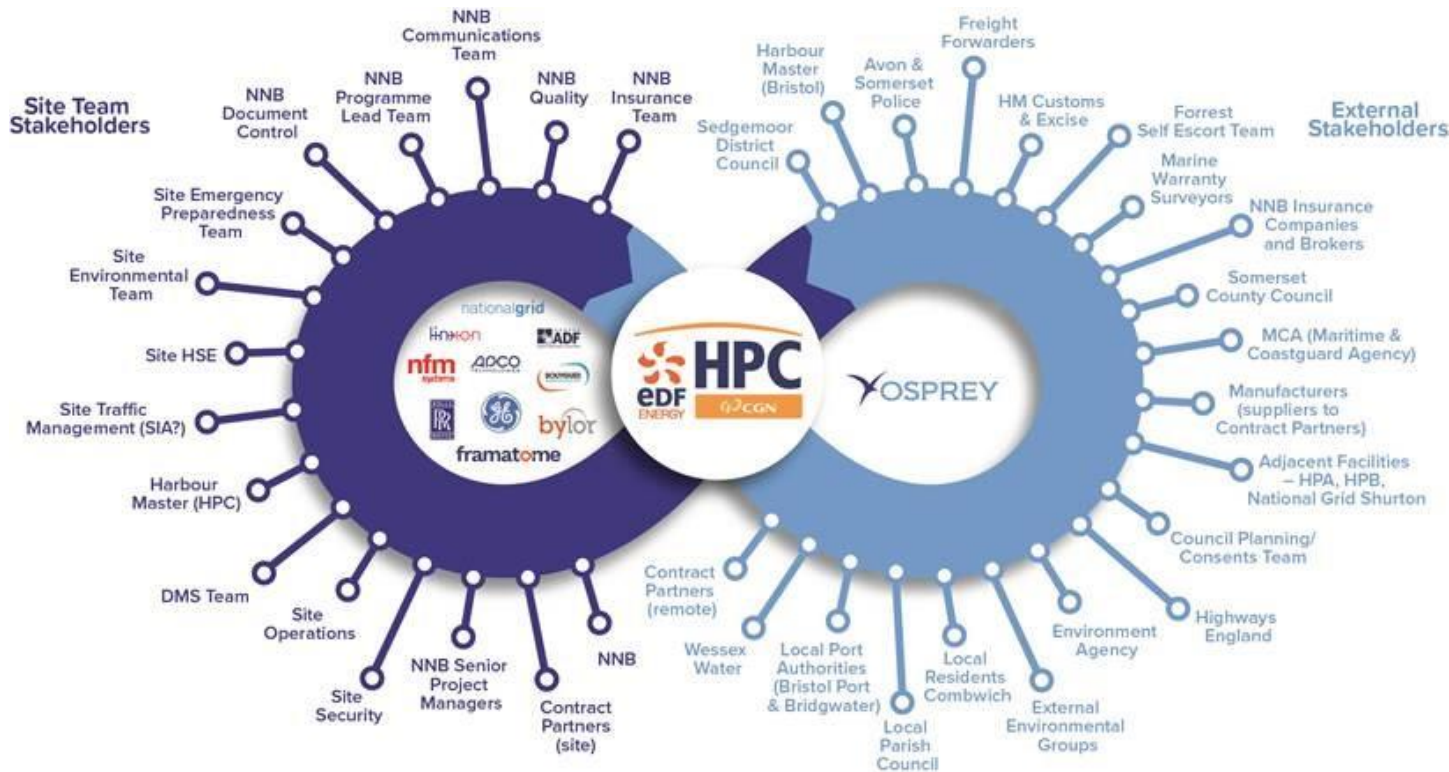 Site Team
Stakeholders
NNB
Communications
Team
NNB
Programme
Lead Team
NNB
Quality
NNB
Insurance
Team
NNB
Document
Control
Site Emergency
Preparedness
Team
Site
Environmental
Team
Site HSE
Site Traffic
Management (SIA?)
Harbour
Master (HPC)
DMS Team
Site
Operations
Site
Security
NNB Senior
Project
Managers
Contract
Partners
(site)
NNB
nationalgrid
ADF
nfm
systems
ADCO
TECHNOLOGIES
bylor
framatome
eDF
ENERGY
HPC
CGN
OSPREY
External
Stakeholders
Sedgemoor
District
Council
Harbour
Master
(Bristol)
Avon &
Somerset
Police
Freight
Forwarders
HM Customs
& Excise
Forrest
Self Escort Team
Marine
Warranty
Surveyors
NNB Insurance
Companies
and Brokers
Somerset
County Council
MCA (Maritime &
Coastguard Agency)
Manufacturers
(suppliers to
Contract Partners)
Adjacent Facilities
– HPA, HPB,
National Grid Shurton
Council Planning/
Consents Team
Highways
England
Environment
Agency
External
Environmental
Groups
Local
Residents
Combwich
Local
Parish
Council
Local Port
Authorities
(Bristol Port
& Bridgwater)
Wessex
Water
Contract
Partners
(remote)